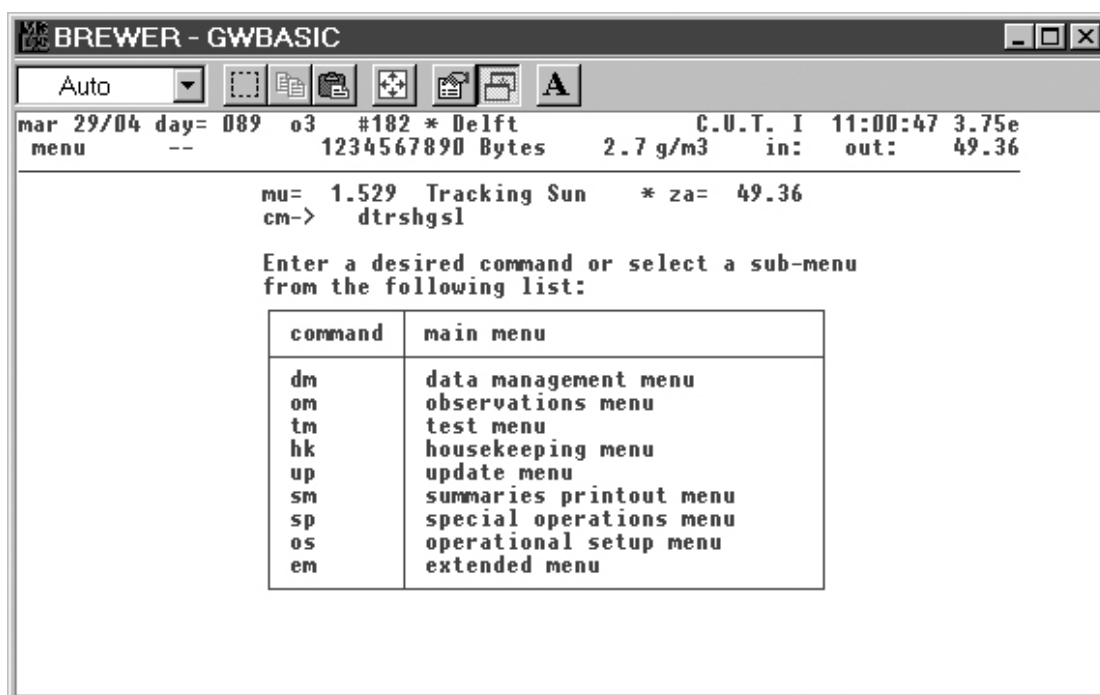 BREWER - GWBASIC
Auto A
mar 29/04 day= 089 o3 #182 * Delft C.U.T. I 11:00:47 3.75e
menu -- 1234567890 Bytes 2.7 g/m3 in: out: 49.36
mu= 1.529 Tracking Sun * za= 49.36
cm-> dtrshgsl
Enter a desired command or select a sub-menu
from the following list:
command main menu
dm data management menu
om observations menu
tm test menu
hk housekeeping menu
up update menu
sm summaries printout menu
sp special operations menu
os operational setup menu
em extended menu